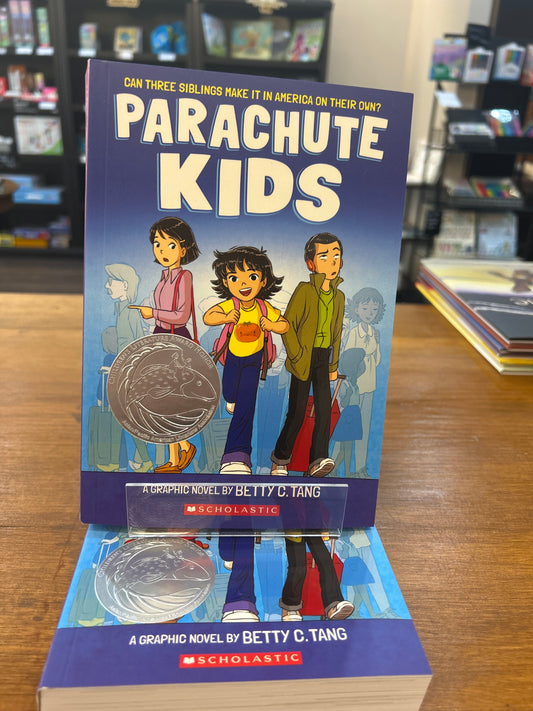 CAN THREE SIBLINGS MAKE IT IN AMERICA ON THEIR OWN?
PARACHUTE
KIDS
A GRAPHIC NOVEL BY BETTY C. TANG
SCHOLASTIC
A GRAPHIC NOVEL BY BETTY C. TANG
SCHOLASTIC